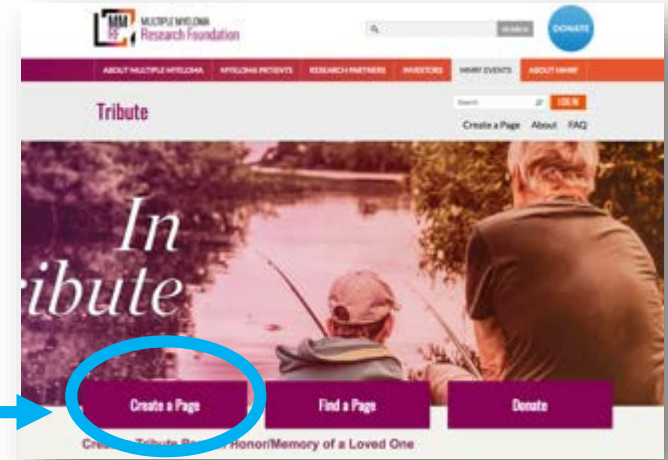 MM
RF
MULTIPLE MYELOMA
Research Foundation
SEARCH
DONATE
ABOUT MULTIPLE MYELOMA
MYELOMA PATIENTS
RESEARCH PARTNERS
INVESTORS
MMRF EVENTS
ABOUT MMRF
Tribute
Search
LOG IN
Create a Page About FAQ
In
ibute
Create a Page
Find a Page
Donate
Honor/Memory of a Loved One